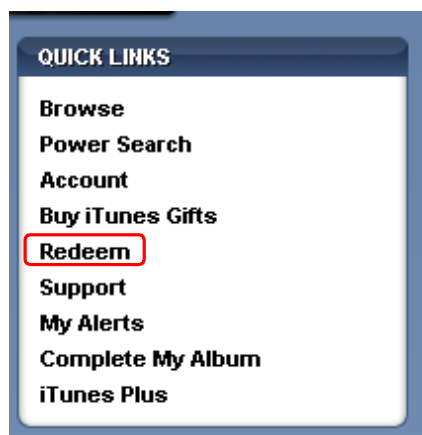 QUICK LINKS
Browse
Power Search
Account
Buy iTunes Gifts
Redeem
Support
My Alerts
Complete My Album
iTunes Plus